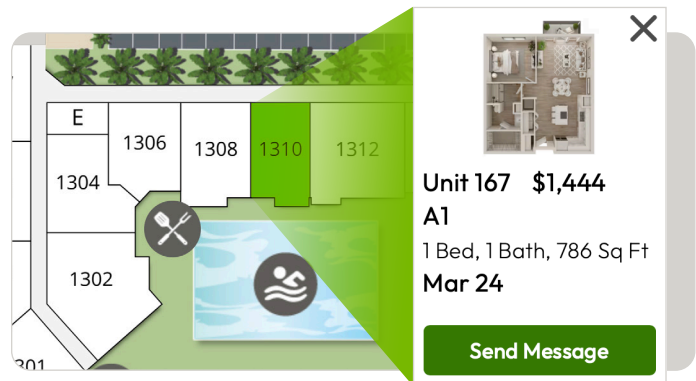 E
1306
1308
1310
1312
1304
1302
301
Unit 167 $1,444
A1
1 Bed, 1 Bath, 786 Sq Ft
Mar 24
Send Message